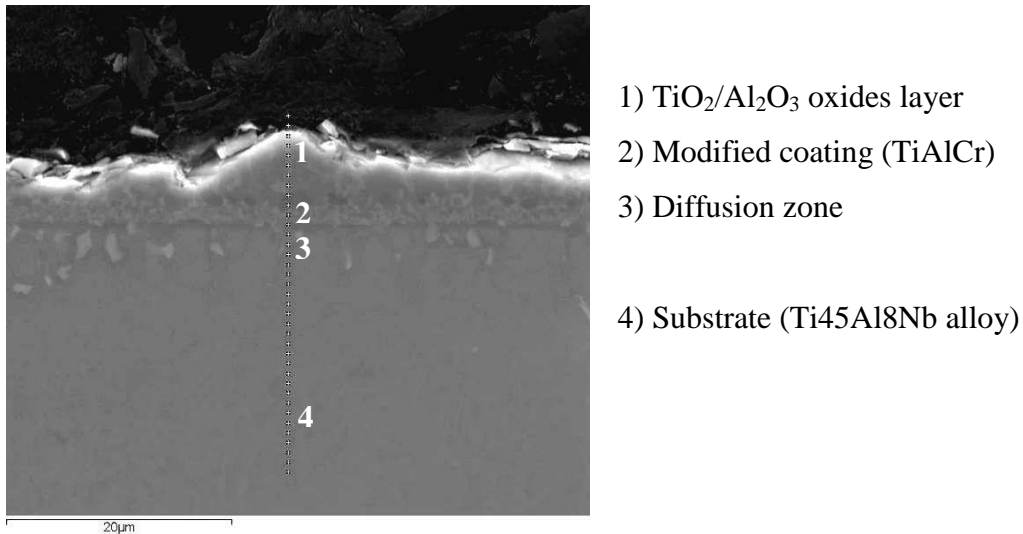 1) TiO₂/Al₂O₃ oxides layer
2) Modified coating (TiAlCr)
3) Diffusion zone
4) Substrate (Ti45Al8Nb alloy)
1
2
3
4
20µm